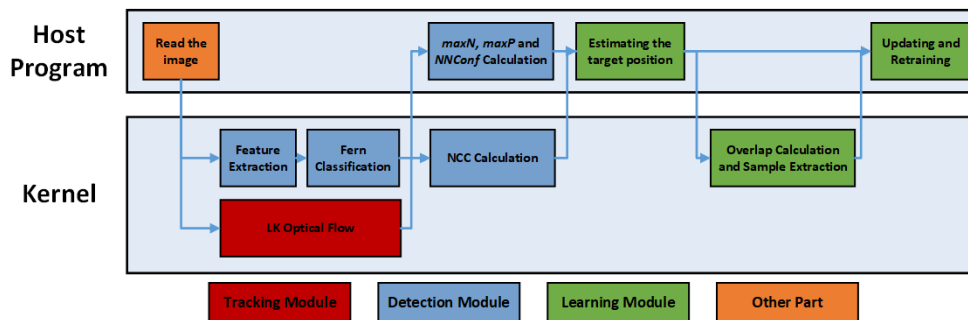 Host
Program
Read the
image
maxN, maxP and
NNConf Calculation
Estimating the
target position
Updating and
Retraining
Kernel
Feature
Extraction
Fern
Classification
NCC Calculation
Overlap Calculation
and Sample Extraction
LK Optical Flow
Tracking Module
Detection Module
Learning Module
Other Part